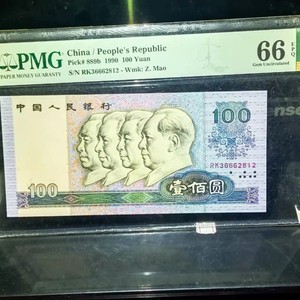 PMG
PAPER MONEY GUARANTY
China / People's Republic
Pick# 889b 1990 100 Yuan
S/N RK36662812 - Wmk: Z. Mao
66 EPQ
Gem Uncirculated
中国人民银行
100
RK36662812
100
壹佰圆